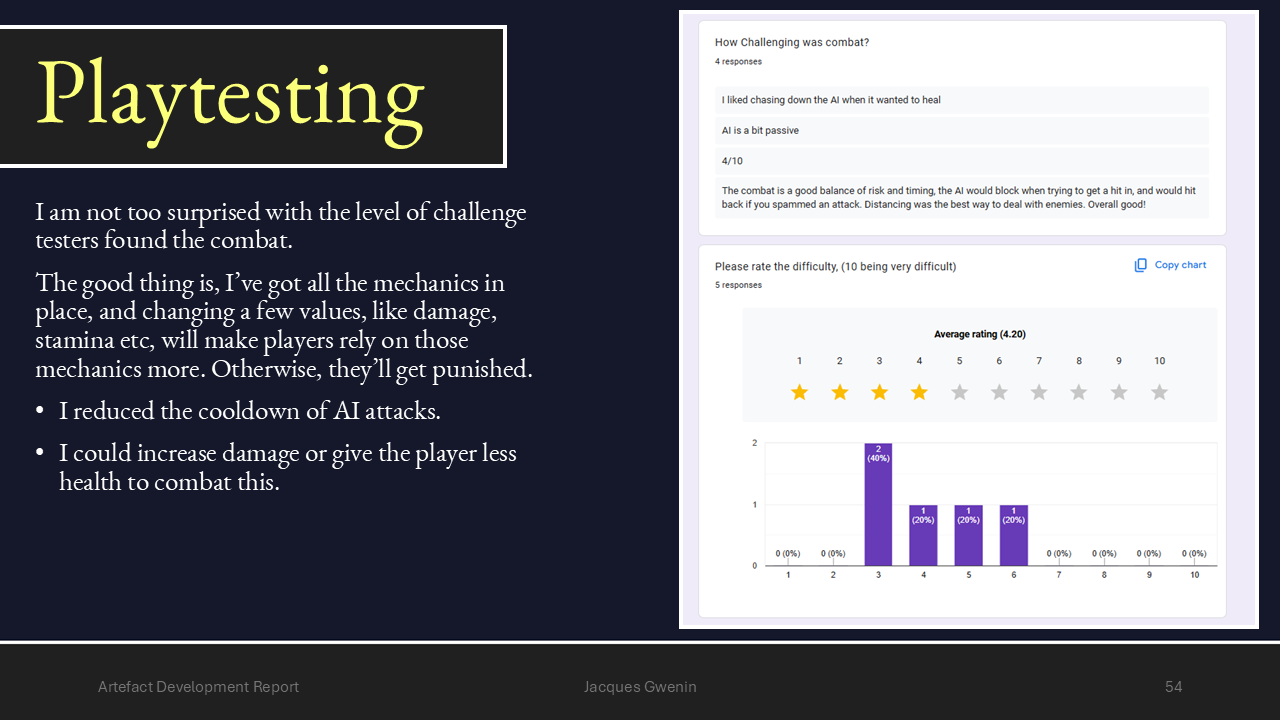 Playtesting
I am not too surprised with the level of challenge
testers found the combat.
The good thing is, I’ve got all the mechanics in
place, and changing a few values, like damage,
stamina etc, will make players rely on those
mechanics more. Otherwise, they’ll get punished.
• I reduced the cooldown of AI attacks.
• I could increase damage or give the player less
health to combat this.
How Challenging was combat?
4 responses
I liked chasing down the AI when it wanted to heal
AI is a bit passive
4/10
The combat is a good balance of risk and timing, the AI would block when trying to get a hit in, and would hit
back if you spammed an attack. Distancing was the best way to deal with enemies. Overall good!
Please rate the difficulty, (10 being very difficult)
Copy chart
5 responses
Average rating (4.20)
1 2 3 4 5 6 7 8 9 10
2
1
0
0 (0%) 0 (0%) 2 (40%) 1 (20%) 1 (20%) 1 (20%) 0 (0%) 0 (0%) 0 (0%) 0 (0%)
1 2 3 4 5 6 7 8 9 10
Artefact Development Report
Jacques Gwenin
54